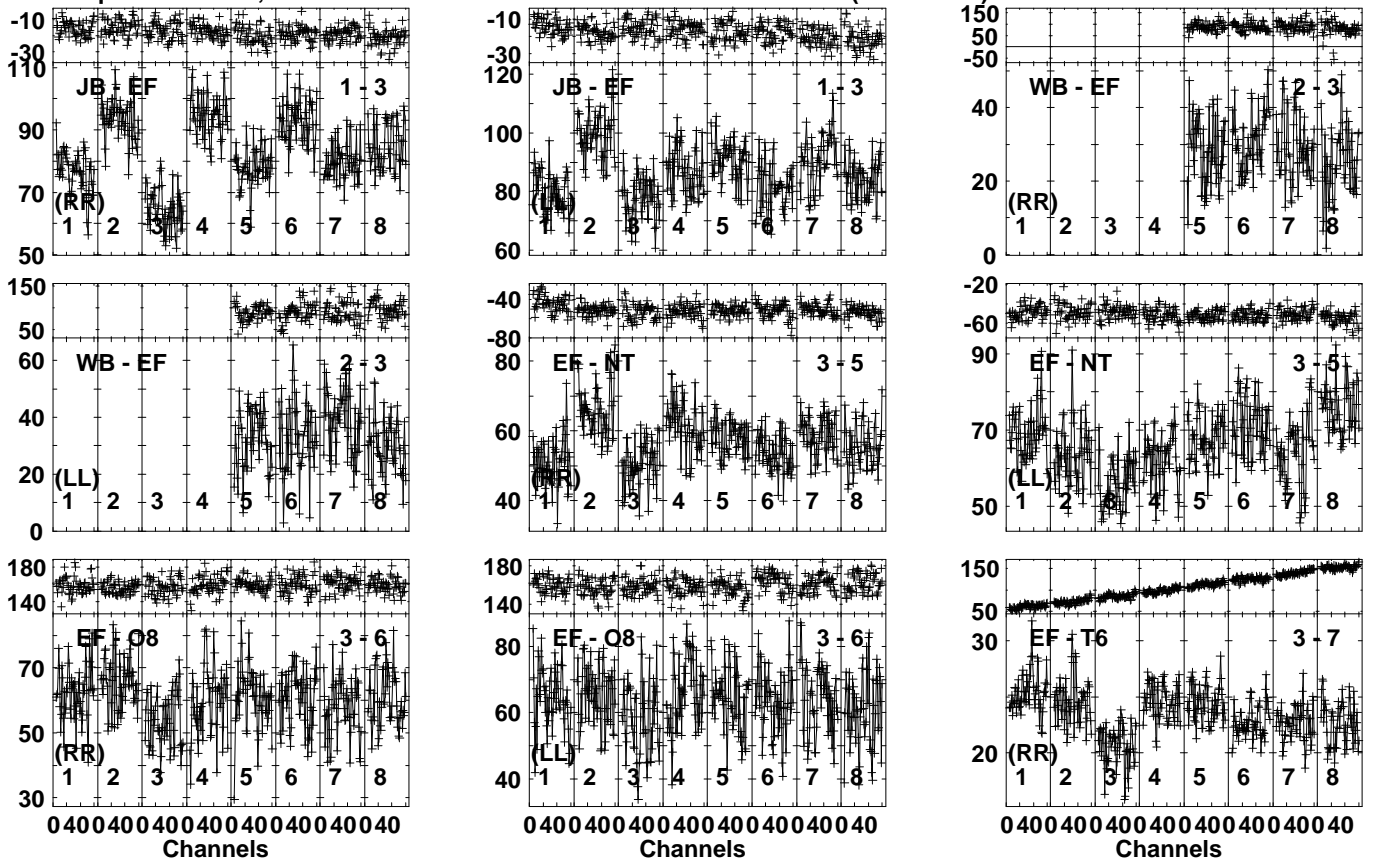 -10 -10 150
-30 -30 50
-50
110 JB - EF 1 - 3 120 JB - EF 1 - 3 WB - EF 2 - 3
90 100 40
70 80 20
(RR) (LL) (RR)
1 2 3 4 5 6 7 8 1 2 3 4 5 6 7 8 1 2 3 4 5 6 7 8
50 60 0
150 -40 -20
50 -80 -60
60 WB - EF 2 - 3 80 EF - NT 3 - 5 90 EF - NT 3 - 5
40 60 70
20
(LL) (RR) (LL)
1 2 3 4 5 6 7 8 1 2 3 4 5 6 7 8 1 2 3 4 5 6 7 8
0 40 50
180 180 150
140 140 50
EF - O8 3 - 6 EF - O8 3 - 6 EF - T6 3 - 7
70 80 30
50 60 20
(RR) (LL) (RR)
1 2 3 4 5 6 7 8 1 2 3 4 5 6 7 8 1 2 3 4 5 6 7 8
30 40
0 40 0 40 0 40 0 40 0 40 0 40 0 40 0 40 0 40 0 40 0 40 0 40 0 40 0 40 0 40 0 40 0 40 0 40 0 40 0 40 0 40 0 40 0 40 0 40
Channels Channels Channels